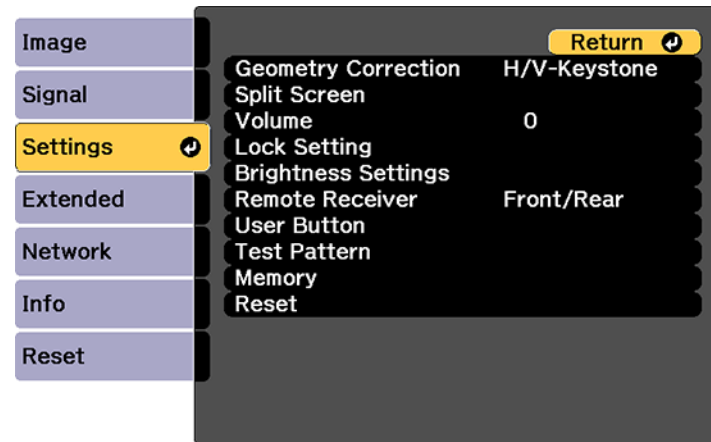 Image
Signal
Settings
Extended
Network
Info
Reset
Return
Geometry Correction H/V-Keystone
Split Screen
Volume 0
Lock Setting
Brightness Settings
Remote Receiver Front/Rear
User Button
Test Pattern
Memory
Reset